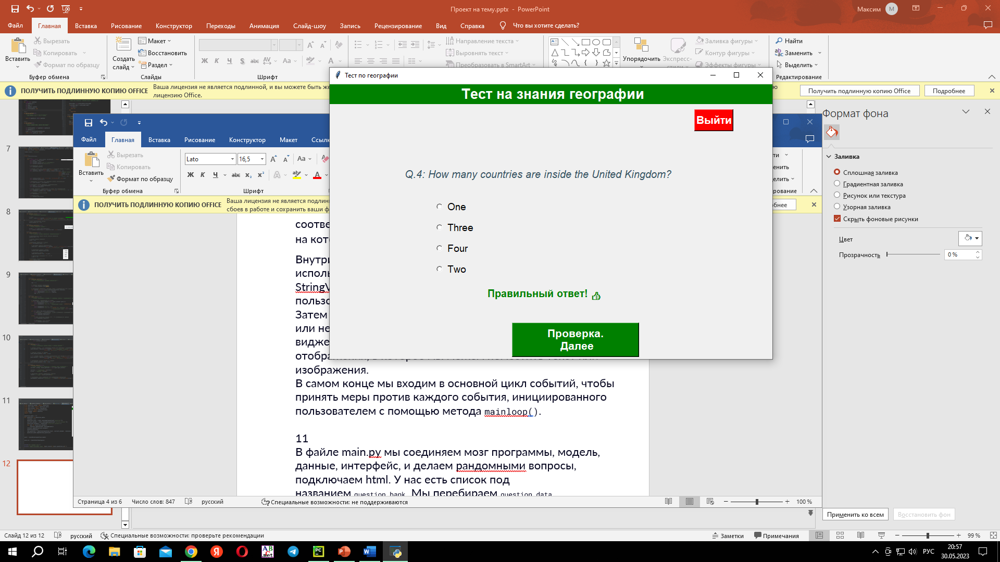 Проект на тему.pptx - PowerPoint
Максим
М
Файл
Главная
Вставка
Рисование
Конструктор
Переходы
Анимация
Слайд-шоу
Запись
Рецензирование
Вид
Справка
Что вы хотите сделать?
Вставить
Вырезать
Копировать
Формат по образцу
Буфер обмена
Создать слайд
Макет
Восстановить
Раздел
Слайды
Ж К Ч S abc AV Aa
Шрифт
Направление текста
Выровнять текст
Преобразовать в SmartArt
Упорядочить
Экспресс-стили
Заливка фигуры
Контур фигуры
Эффекты фигуры
Найти
Заменить
Выделить
Редактирование
ПОЛУЧИТЬ ПОДЛИННУЮ КОПИЮ OFFICE
Ваша лицензия не является подлинной, и вы можете быть же
лицензию Office.
Получить подлинную копию Office
Подробнее
7
8
9
10
11
12
Файл
Главная
Вставка
Рисование
Конструктор
Макет
Ссылк
Вставить
Вырезать
Копировать
Формат по образцу
Буфер обмена
Lato
16,5
Aa
Ж К Ч abc x₂ x²
Шрифт
ПОЛУЧИТЬ ПОДЛИННУЮ КОПИЮ OFFICE
Ваша лицензия не является подлинн
сбоев в работе и сохранить ваши ф
соотве
на кото
Внутри
исполь
StringV
пользо
Затем
или не
видже
изображения.
В самом конце мы входим в основной цикл событий, чтобы
принять меры против каждого события, инициированного
пользователем с помощью метода mainloop().
11
В файле main.py мы соединяем мозг программы, модель,
данные, интерфейс, и делаем рандомными вопросы,
подключаем html. У нас есть список под
названием question_bank. Мы перебираем question_data
Страница 4 из 6
Число слов: 847
русский
Специальные возможности: не поддерживаются
100 %
Тест по географии
Тест на знания географии
Выйти
Q.4: How many countries are inside the United Kingdom?
One
Three
Four
Two
Правильный ответ! 👍
Проверка.
Далее
Формат фона
Заливка
Сплошная заливка
Градиентная заливка
Рисунок или текстура
Узорная заливка
Скрыть фоновые рисунки
Цвет
Прозрачность
0 %
Применить ко всем
Восстановить фон
Слайд 12 из 12
русский
Специальные возможности: проверьте рекомендации
Заметки
Примечания
99 %
РУС
20:57
30.05.2023